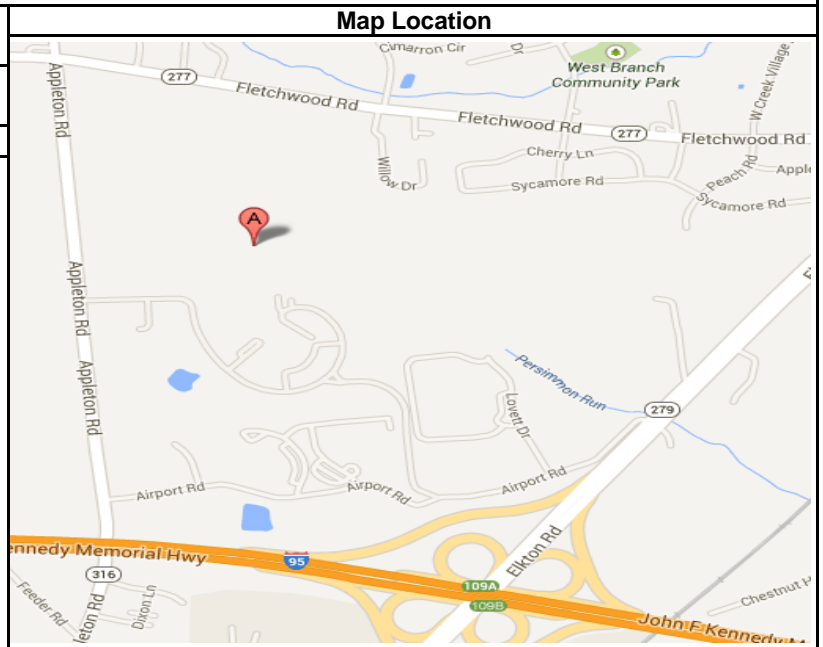 Map Location
Cimarron Cir
Dr
West Branch
Community Park
W Creek Village
277
Fletchwood Rd
Fletchwood Rd
277
Fletchwood Rd
Appleton Rd
Willow Dr
Cherry Ln
Sycamore Rd
Peach Rd
Apple
Sycamore Rd
A
Appleton Rd
Appleton Rd
Persimmon Run
279
Lovett Dr
Airport Rd
Airport Rd
Airport Rd
Elkton Rd
ennedy Memorial Hwy
95
316
109A
109B
Feeder Rd
Dixon Ln
leton Rd
Chestnut H
John F Kennedy M